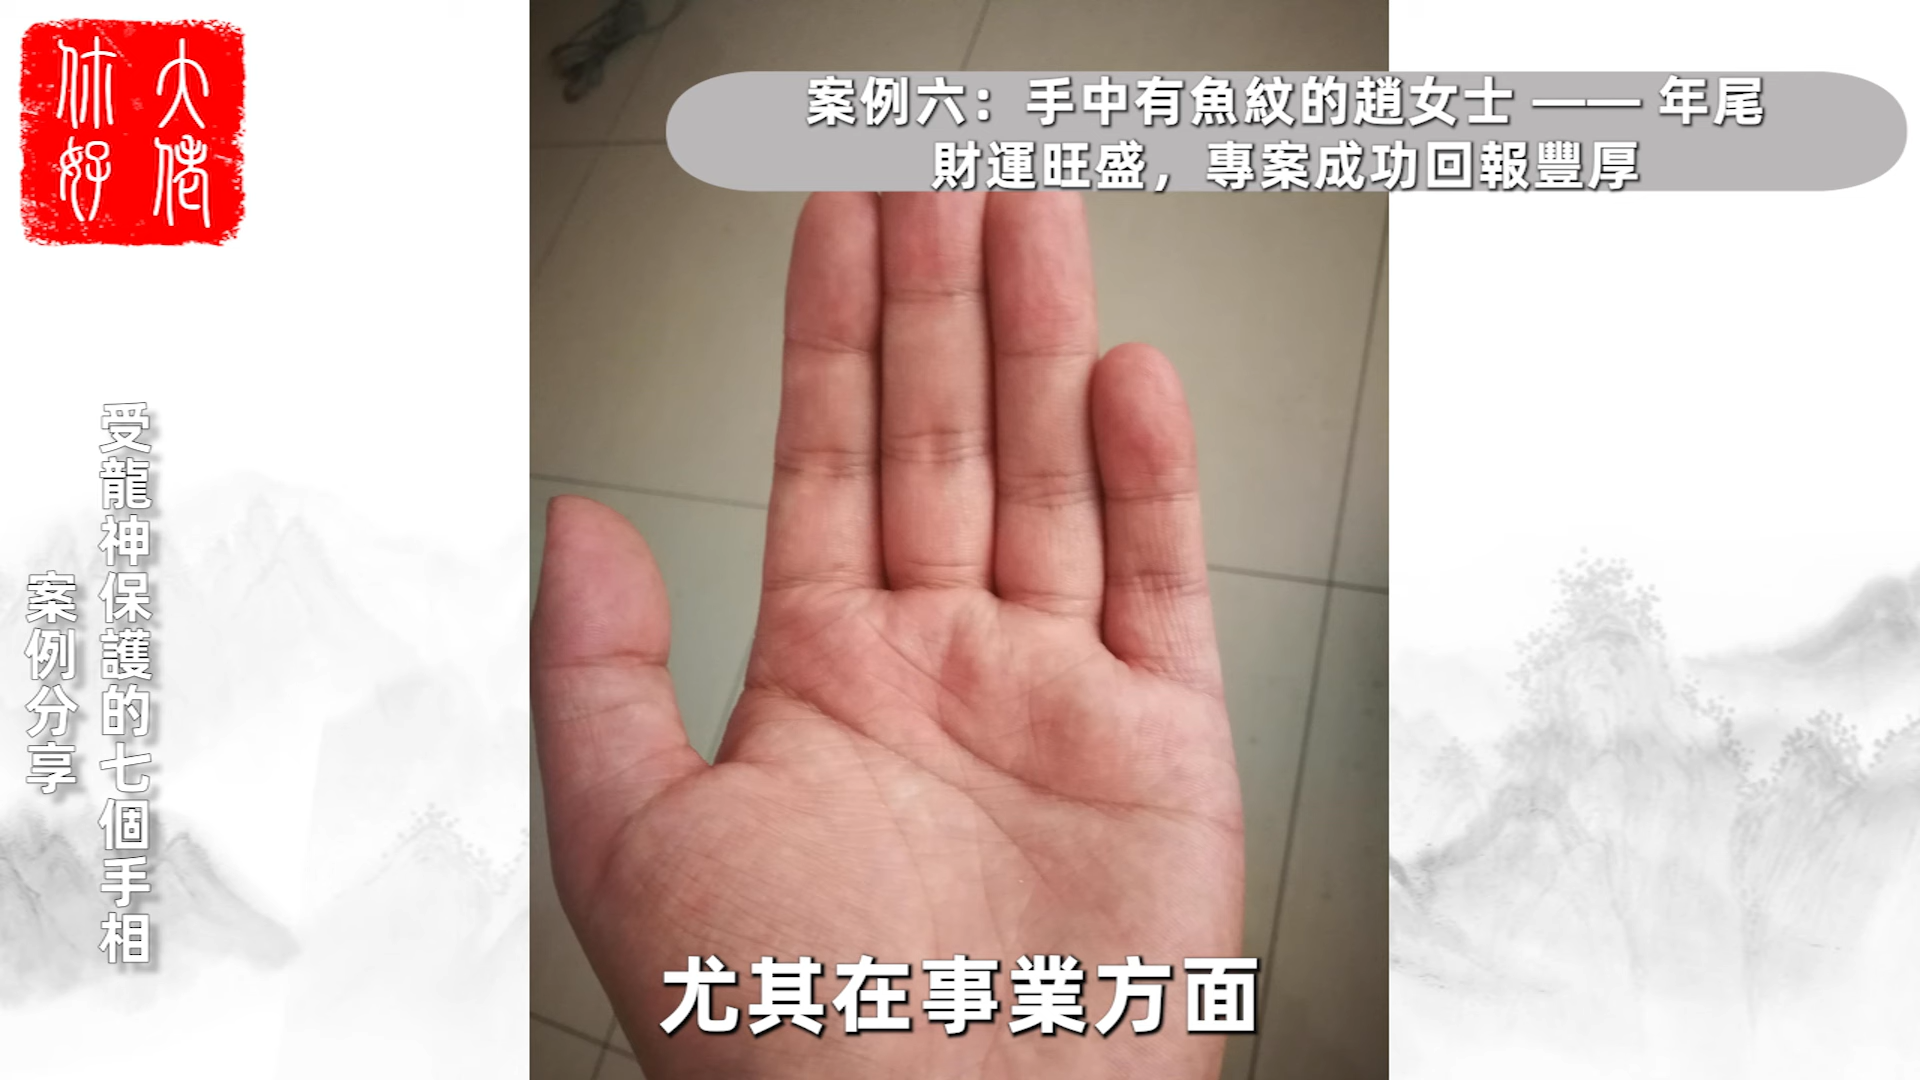 大佬
你好
案例六：手中有魚紋的趙女士 —— 年尾
財運旺盛，專案成功回報豐厚
受龍神保護的七個手相
案例分享
尤其在事業方面